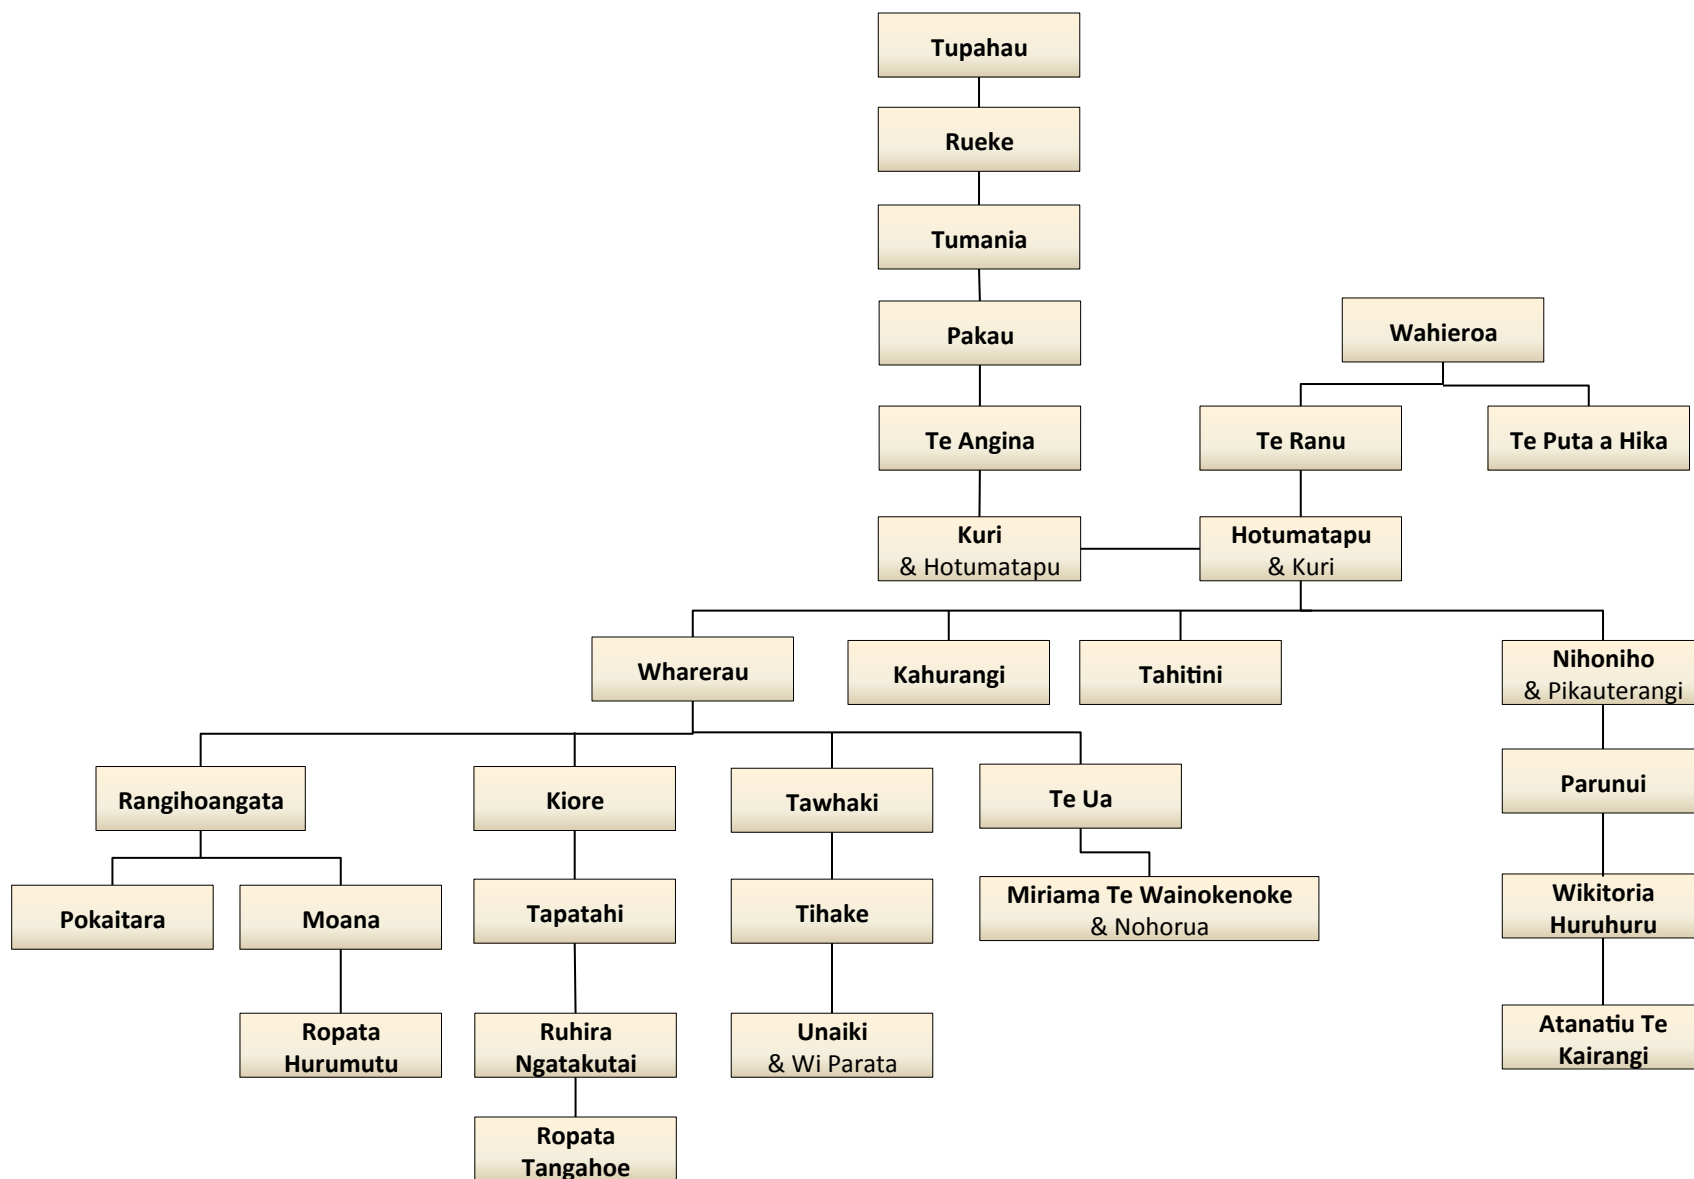 Tupahau
Rueke
Tumania
Pakau
Wahieroa
Te Angina
Te Ranu
Te Puta a Hika
Kuri
& Hotumatapu
Hotumatapu
& Kuri
Wharerau
Kahurangi
Tahitini
Nihoniho
& Pikauterangi
Rangihoangata
Kiore
Tawhaki
Te Ua
Parunui
Pokaitara
Moana
Tapatahi
Tihake
Miriama Te Wainokenoke
& Nohorua
Wikitoria
Huruhuru
Ropata
Hurumutu
Ruhira
Ngatakutai
Unaiki
& Wi Parata
Atanatiu Te
Kairangi
Ropata
Tangahoe